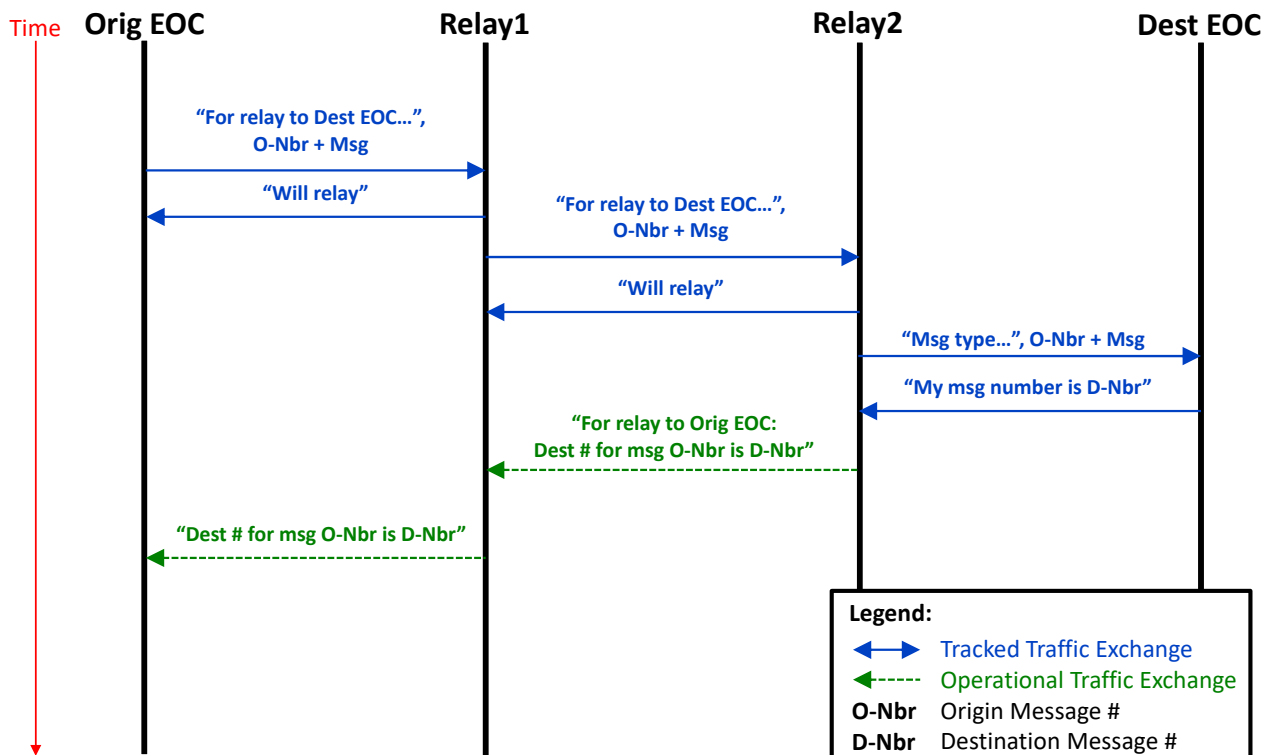 Time
Orig EOC
Relay1
Relay2
Dest EOC
“For relay to Dest EOC…”,
O-Nbr + Msg
“Will relay”
“For relay to Dest EOC…”,
O-Nbr + Msg
“Will relay”
“Msg type…”, O-Nbr + Msg
“My msg number is D-Nbr”
“For relay to Orig EOC:
Dest # for msg O-Nbr is D-Nbr”
“Dest # for msg O-Nbr is D-Nbr”
Legend:
Tracked Traffic Exchange
Operational Traffic Exchange
O-Nbr Origin Message #
D-Nbr Destination Message #